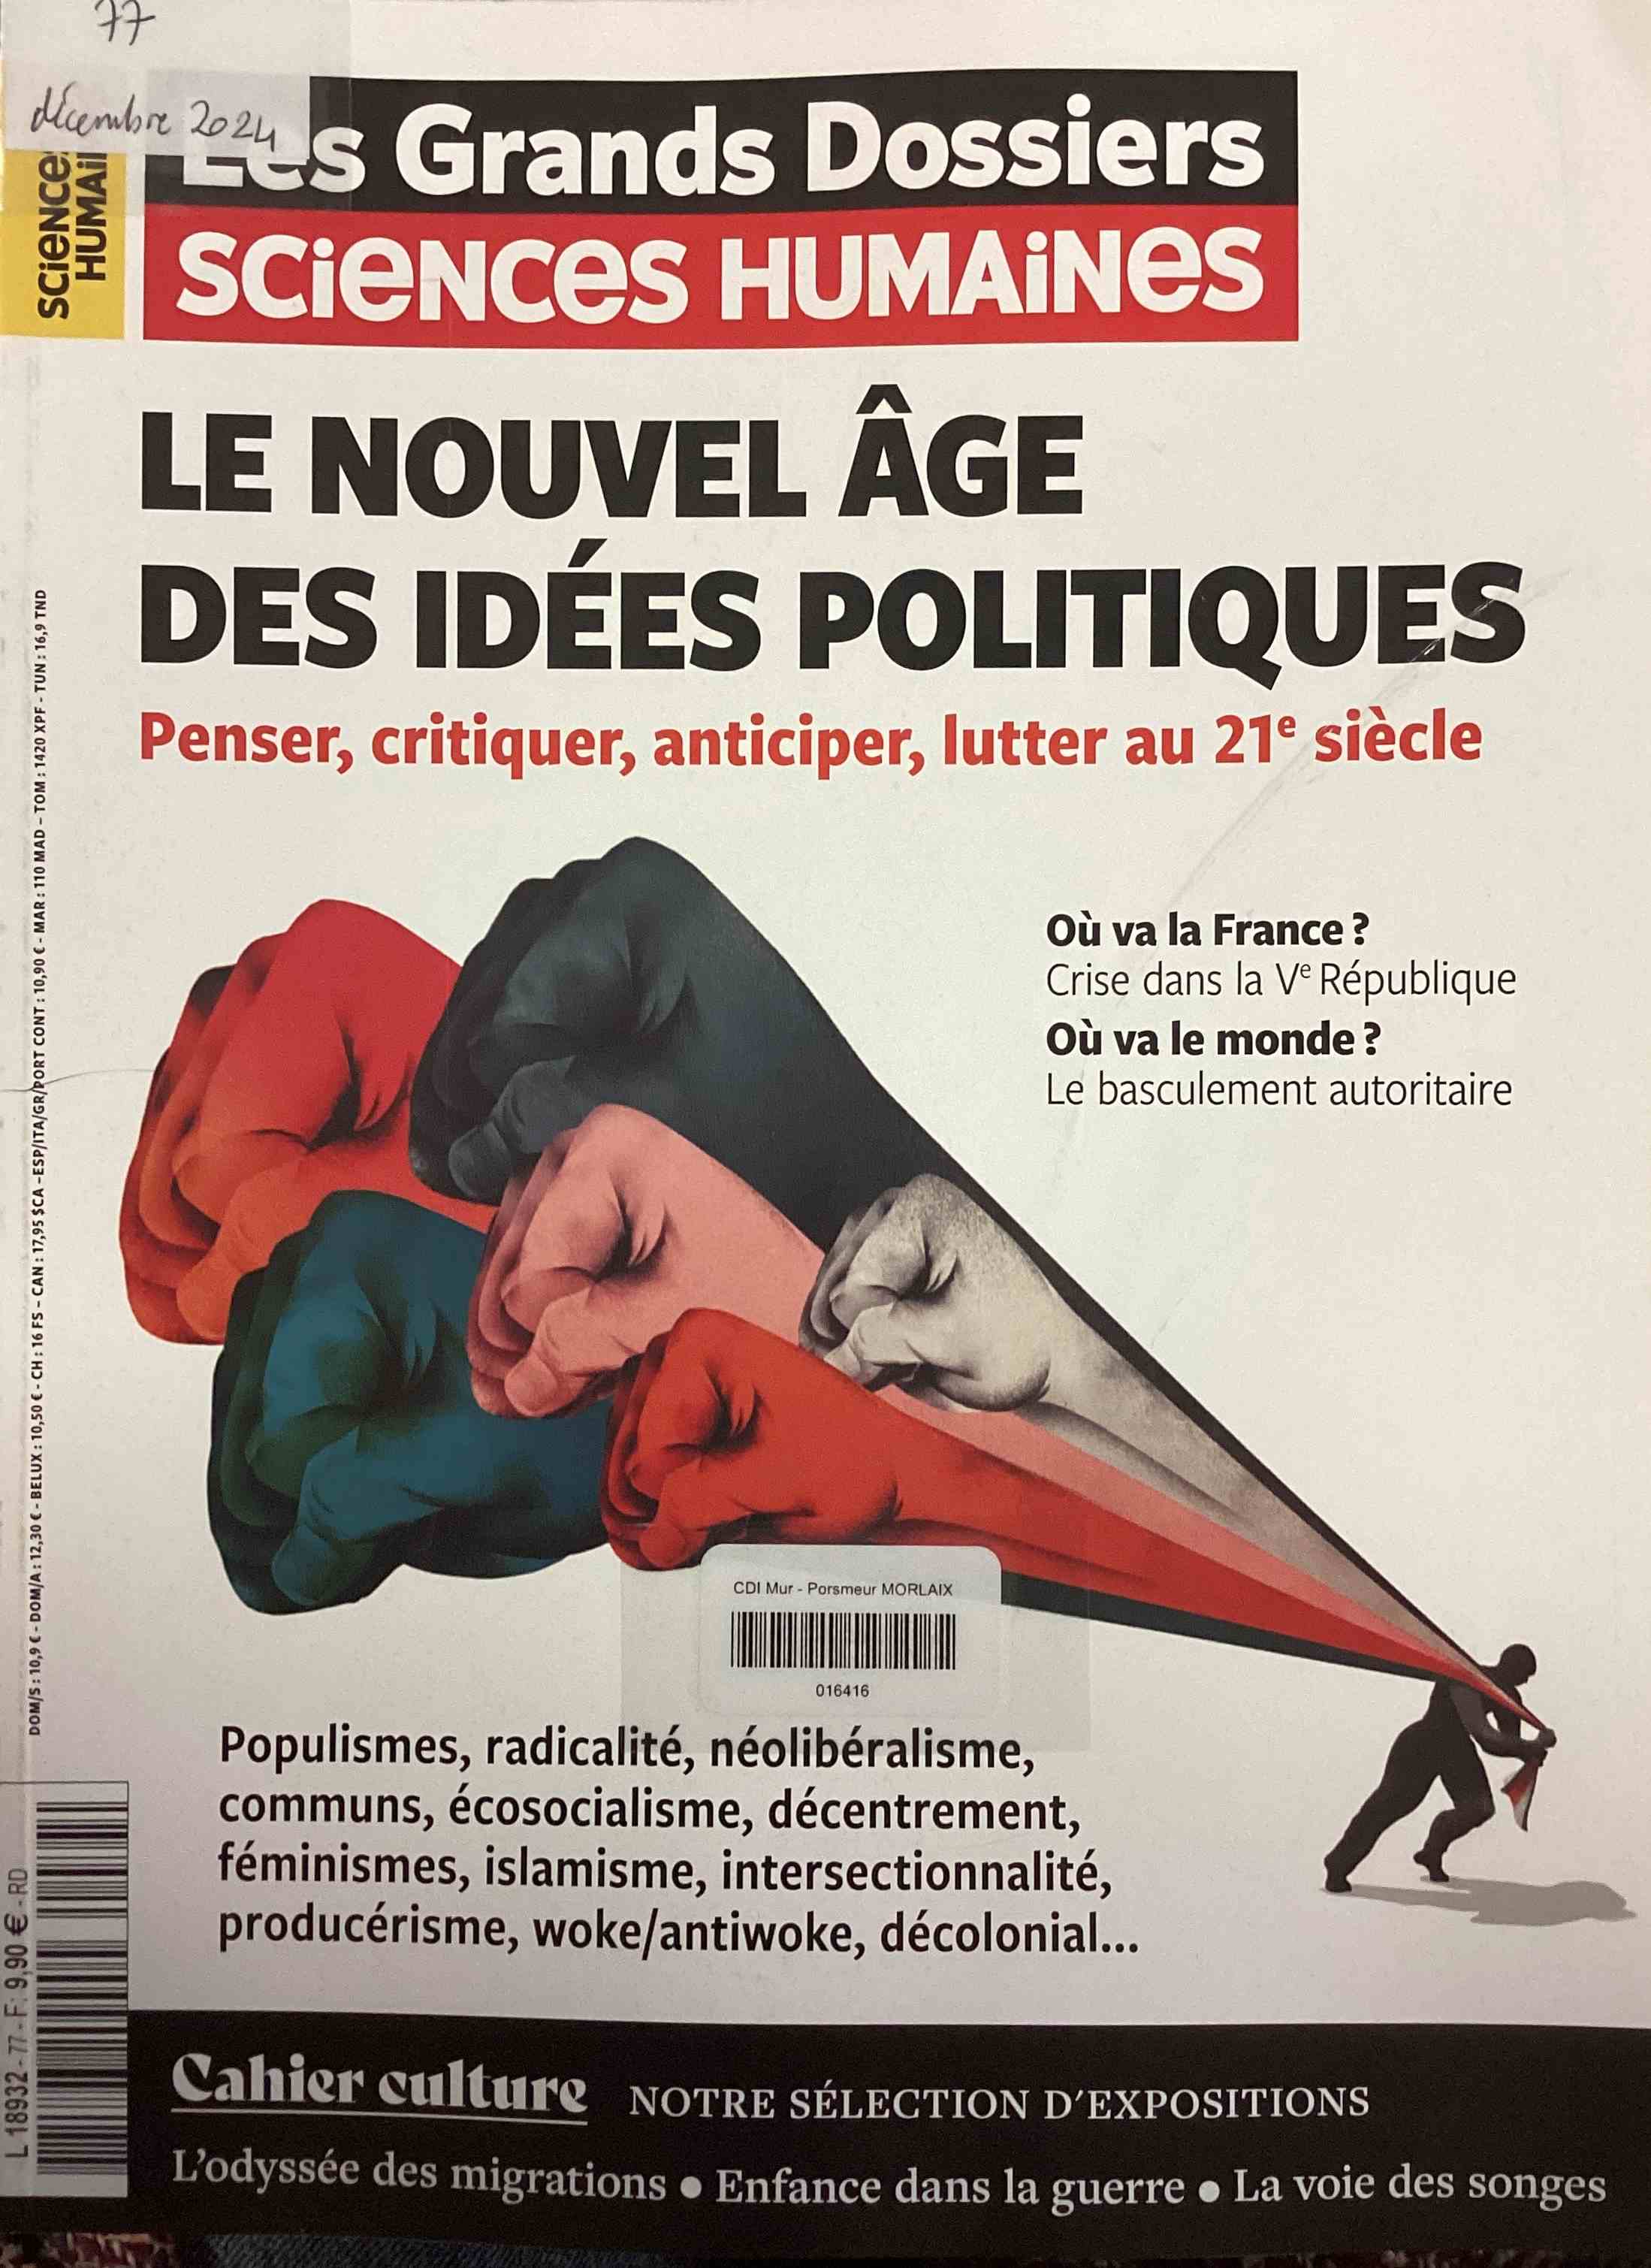 77
décembre 2024
Les Grands Dossiers
SCIENCES HUMAINES
SCIENCES
HUMAI
LE NOUVEL ÂGE
DES IDÉES POLITIQUES
Penser, critiquer, anticiper, lutter au 21e siècle
Où va la France ?
Crise dans la Ve République
Où va le monde ?
Le basculement autoritaire
CDI Mur - Porsmeur MORLAIX
016416
Populismes, radicalité, néolibéralisme,
communs, écosocialisme, décentrement,
féminismes, islamisme, intersectionnalité,
producérisme, woke/antiwoke, décolonial...
DOM/S : 10,9 € - DOM/A : 12,30 € - BELUX : 10,50 € - CH : 16 FS - CAN : 17,95 $CA - ESP/ITA/GR/PORT CONT : 10,90 € - MAR : 110 MAD - TOM : 1420 XPF - TUN : 16,9 TND
L 18932 - 77 - F: 9,90 € - RD
Cahier culture NOTRE SÉLECTION D'EXPOSITIONS
L'odyssée des migrations • Enfance dans la guerre • La voie des songes